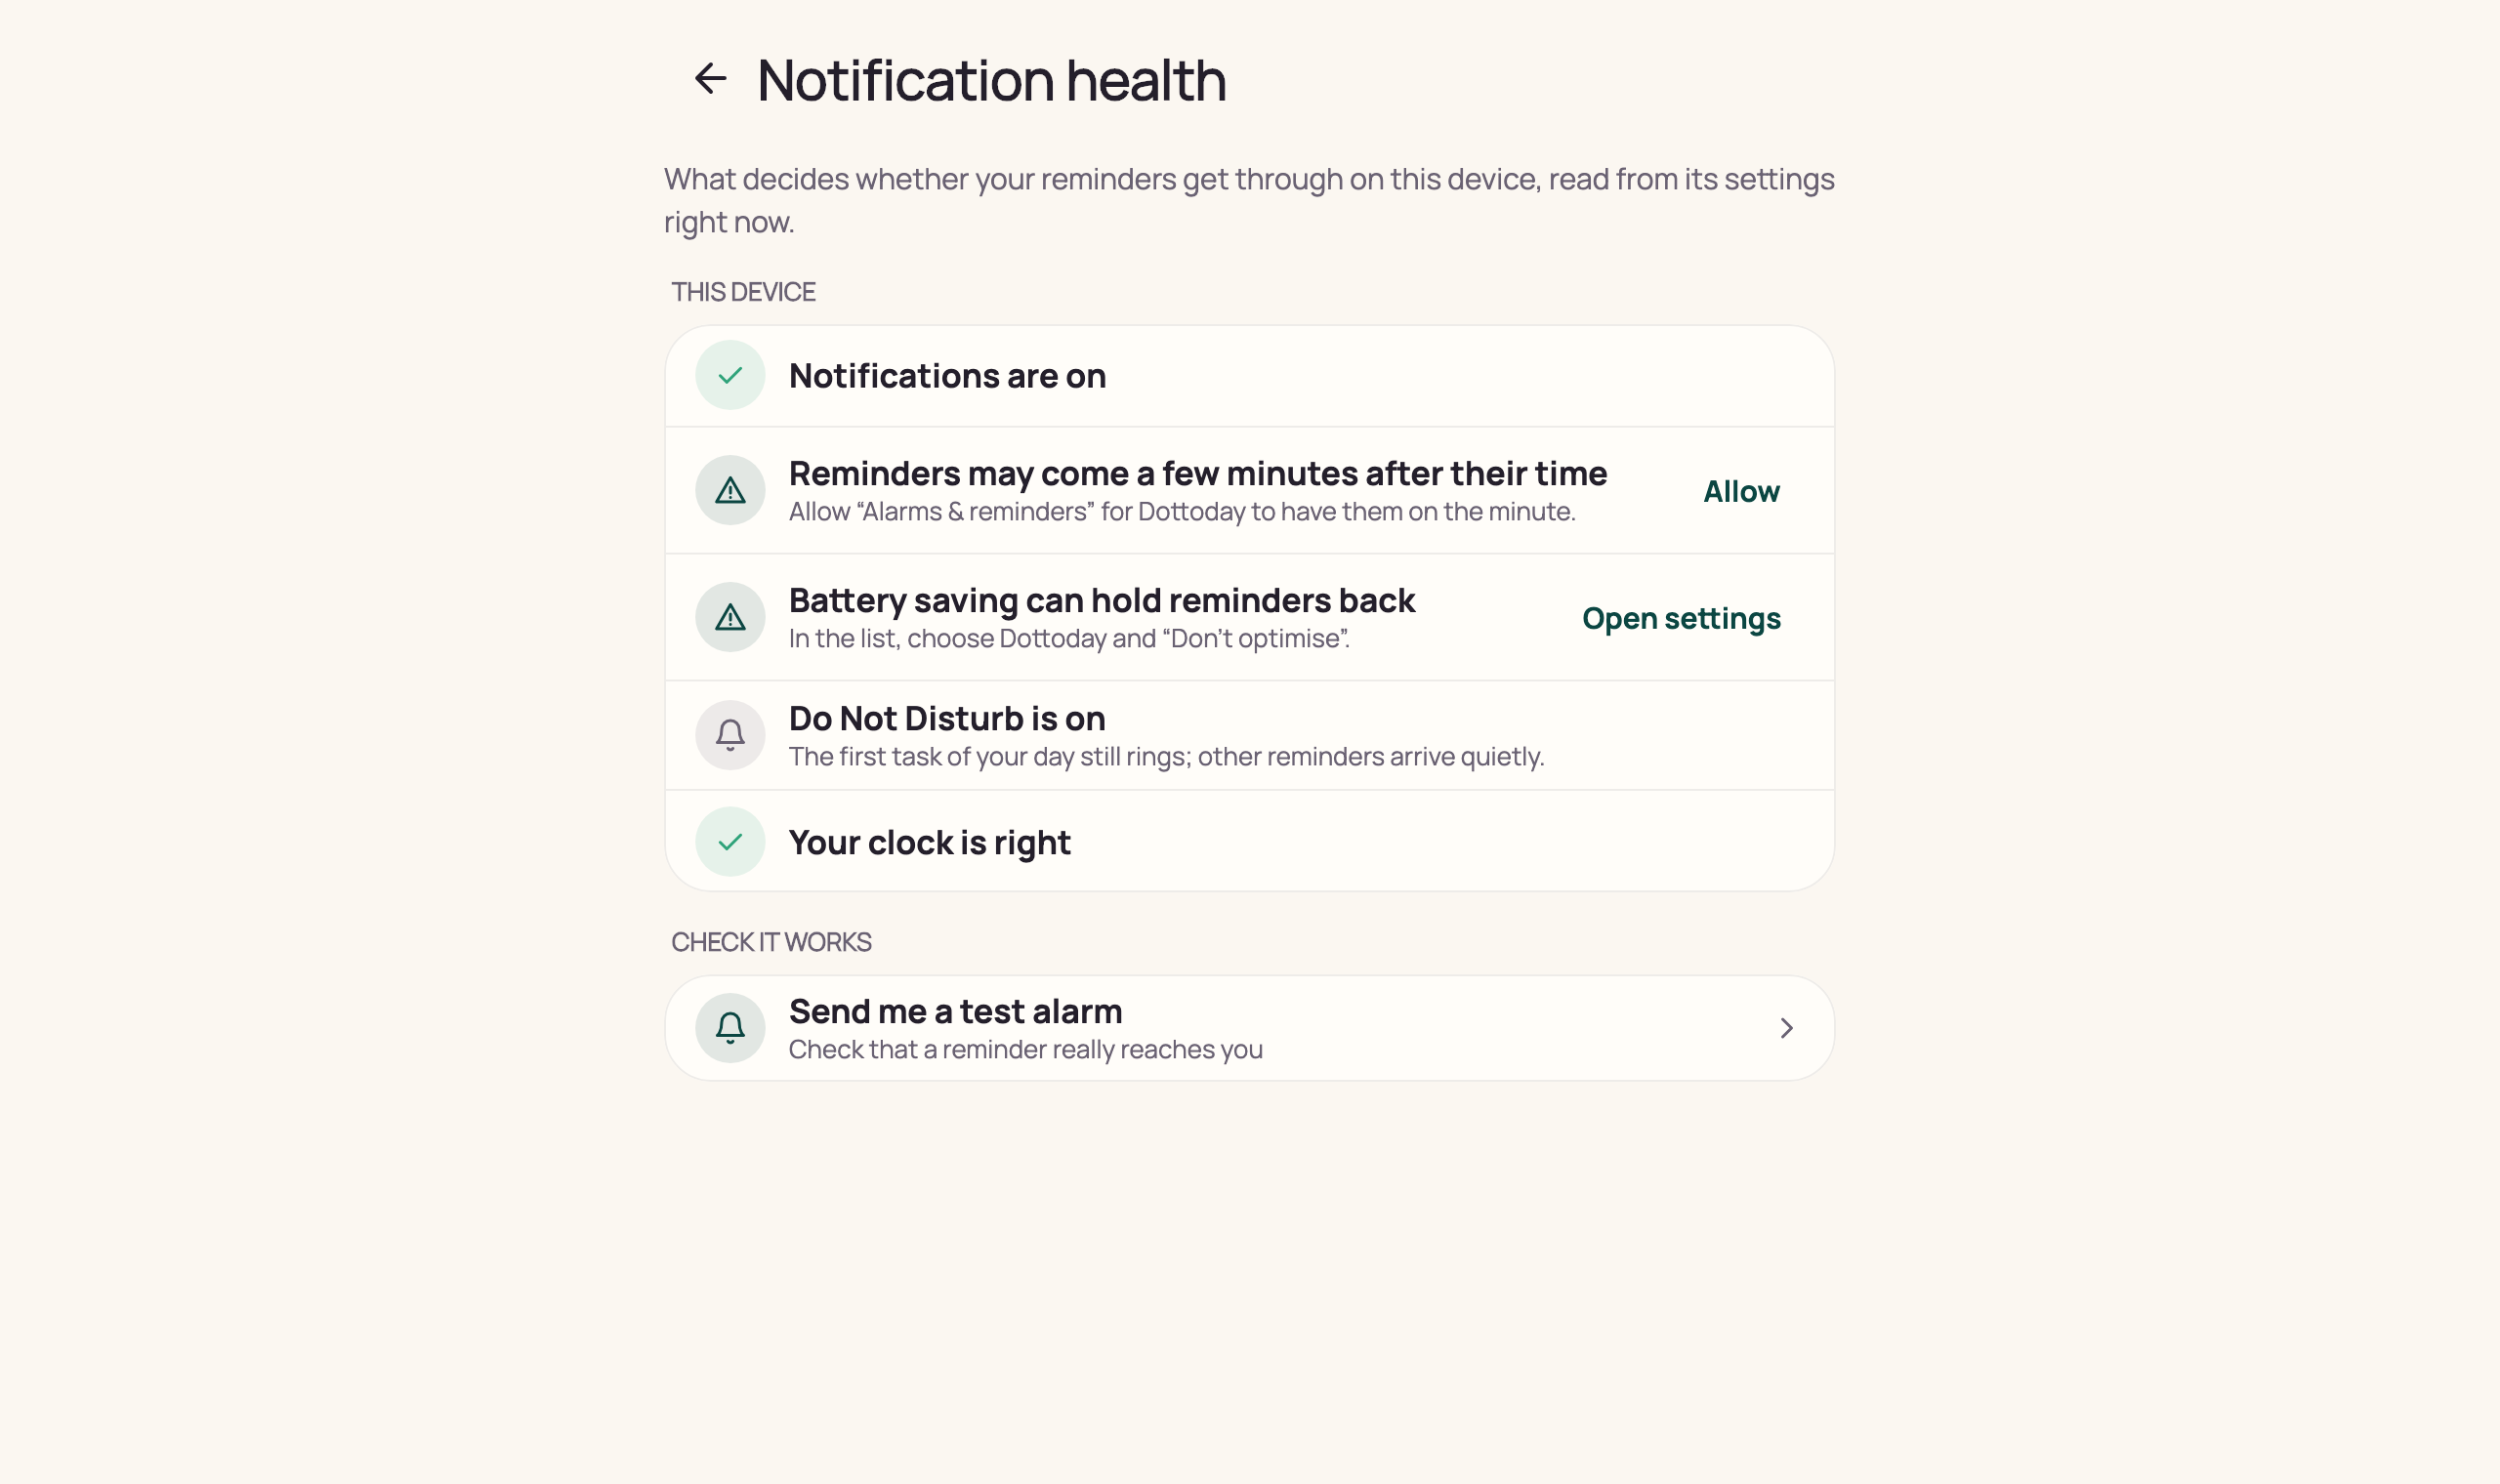 Notification health
What decides whether your reminders get through on this device, read from its settings
right now.
THIS DEVICE
Notifications are on
Reminders may come a few minutes after their time
Allow “Alarms & reminders” for Dottoday to have them on the minute.
Allow
Battery saving can hold reminders back
In the list, choose Dottoday and “Don’t optimise”.
Open settings
Do Not Disturb is on
The first task of your day still rings; other reminders arrive quietly.
Your clock is right
CHECK IT WORKS
Send me a test alarm
Check that a reminder really reaches you